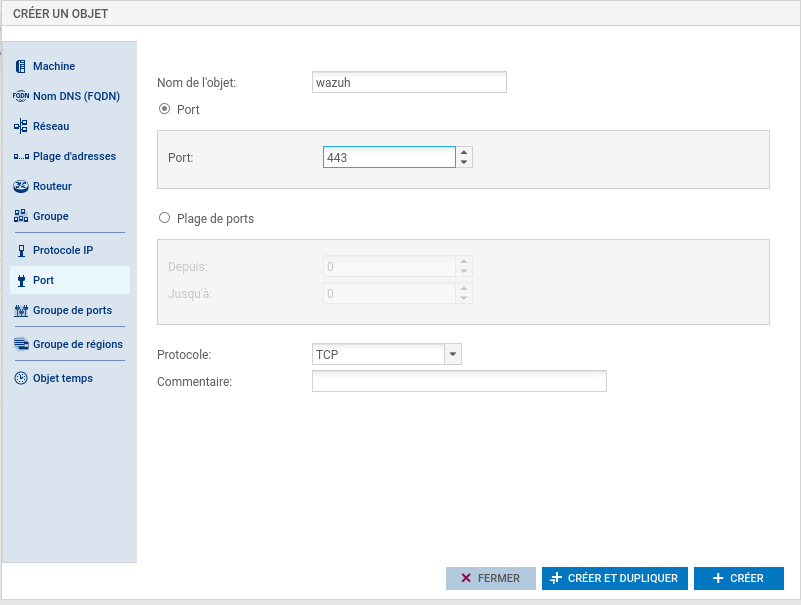 CRÉER UN OBJET
Machine
FQDN Nom DNS (FQDN)
Réseau
Plage d'adresses
Routeur
Groupe
Protocole IP
Port
Groupe de ports
Groupe de régions
Objet temps
Nom de l'objet: wazuh
Port
Port: 443
Plage de ports
Depuis: 0
Jusqu'à: 0
Protocole: TCP
Commentaire:
FERMER
CRÉER ET DUPLIQUER
CRÉER